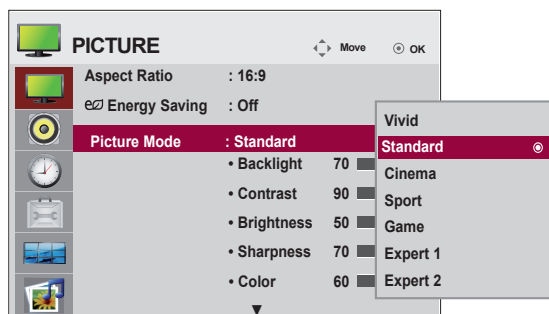 PICTURE Move OK
Aspect Ratio : 16:9
Energy Saving : Off
Picture Mode : Standard
• Backlight 70
• Contrast 90
• Brightness 50
• Sharpness 70
• Color 60
Vivid
Standard
Cinema
Sport
Game
Expert 1
Expert 2